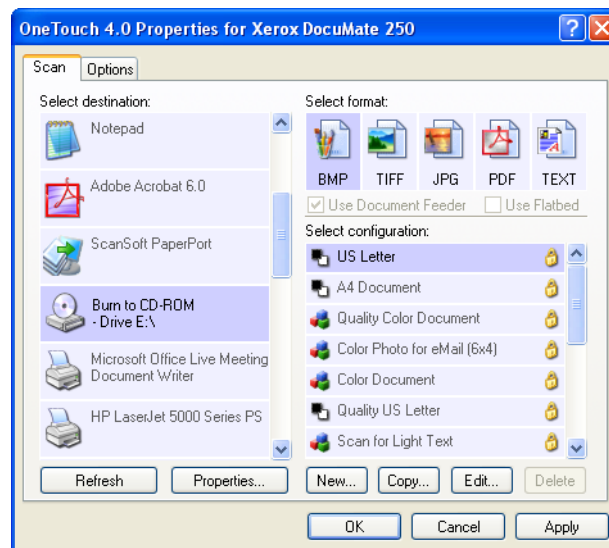 OneTouch 4.0 Properties for Xerox DocuMate 250
Scan
Options
Select destination:
Notepad
Adobe Acrobat 6.0
ScanSoft PaperPort
Burn to CD-ROM
- Drive E:\
Microsoft Office Live Meeting
Document Writer
HP LaserJet 5000 Series PS
Refresh
Properties...
Select format:
BMP
TIFF
JPG
PDF
TEXT
Use Document Feeder
Use Flatbed
Select configuration:
US Letter
A4 Document
Quality Color Document
Color Photo for eMail (6x4)
Color Document
Quality US Letter
Scan for Light Text
New...
Copy...
Edit...
Delete
OK
Cancel
Apply